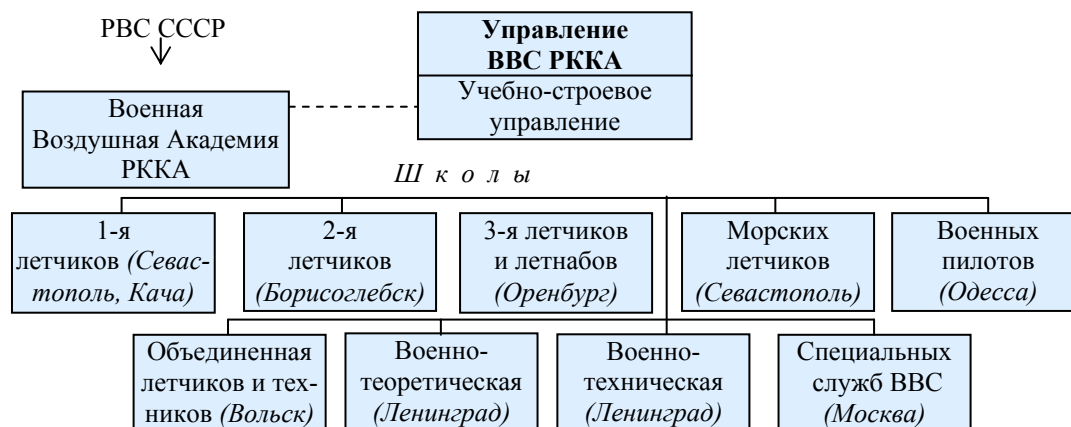 РВС СССР
Управление
ВВС РККА
Учебно-строевое
управление
Военная
Воздушная Академия
РККА
Школы
1-я
летчиков (Севас-
тополь, Кача)
2-я
летчиков
(Борисоглебск)
3-я летчиков
и летнабов
(Оренбург)
Морских
летчиков
(Севастополь)
Военных
пилотов
(Одесса)
Объединенная
летчиков и тех-
ников (Вольск)
Военно-
теоретическая
(Ленинград)
Военно-
техническая
(Ленинград)
Специальных
служб ВВС
(Москва)